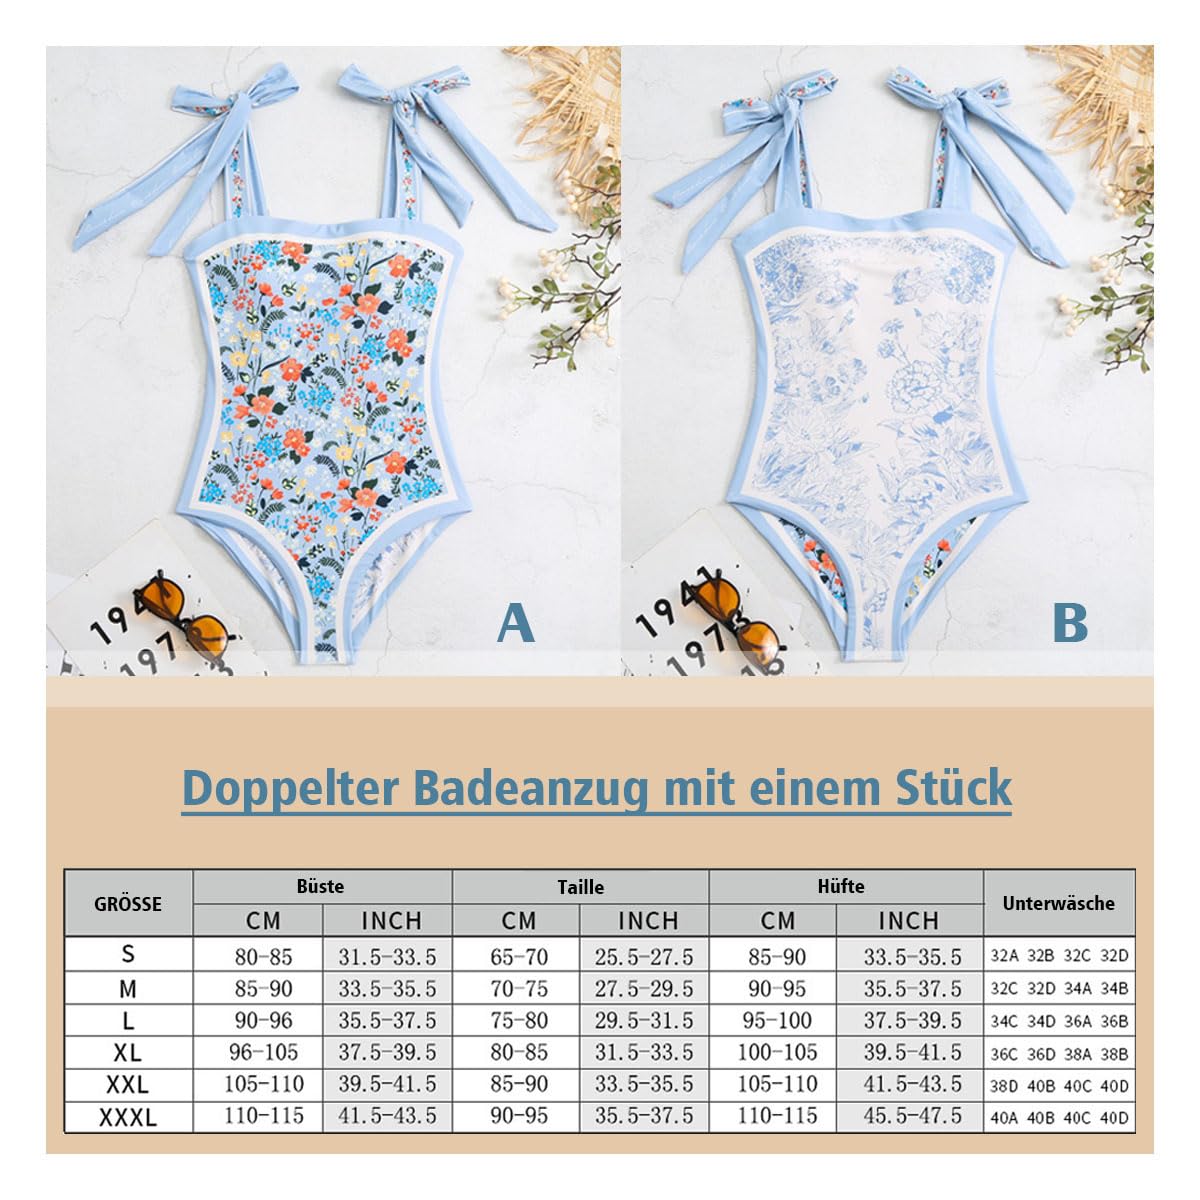 1941
1973
1941
1973
A
B
Doppelter Badeanzug mit einem Stück
GRÖSSE Büste Taille Hüfte Unterwäsche
CM INCH CM INCH CM INCH
S 80-85 31.5-33.5 65-70 25.5-27.5 85-90 33.5-35.5 32A 32B 32C 32D
M 85-90 33.5-35.5 70-75 27.5-29.5 90-95 35.5-37.5 32C 32D 34A 34B
L 90-96 35.5-37.5 75-80 29.5-31.5 95-100 37.5-39.5 34C 34D 36A 36B
XL 96-105 37.5-39.5 80-85 31.5-33.5 100-105 39.5-41.5 36C 36D 38A 38B
XXL 105-110 39.5-41.5 85-90 33.5-35.5 105-110 41.5-43.5 38D 40B 40C 40D
XXXL 110-115 41.5-43.5 90-95 35.5-37.5 110-115 45.5-47.5 40A 40B 40C 40D